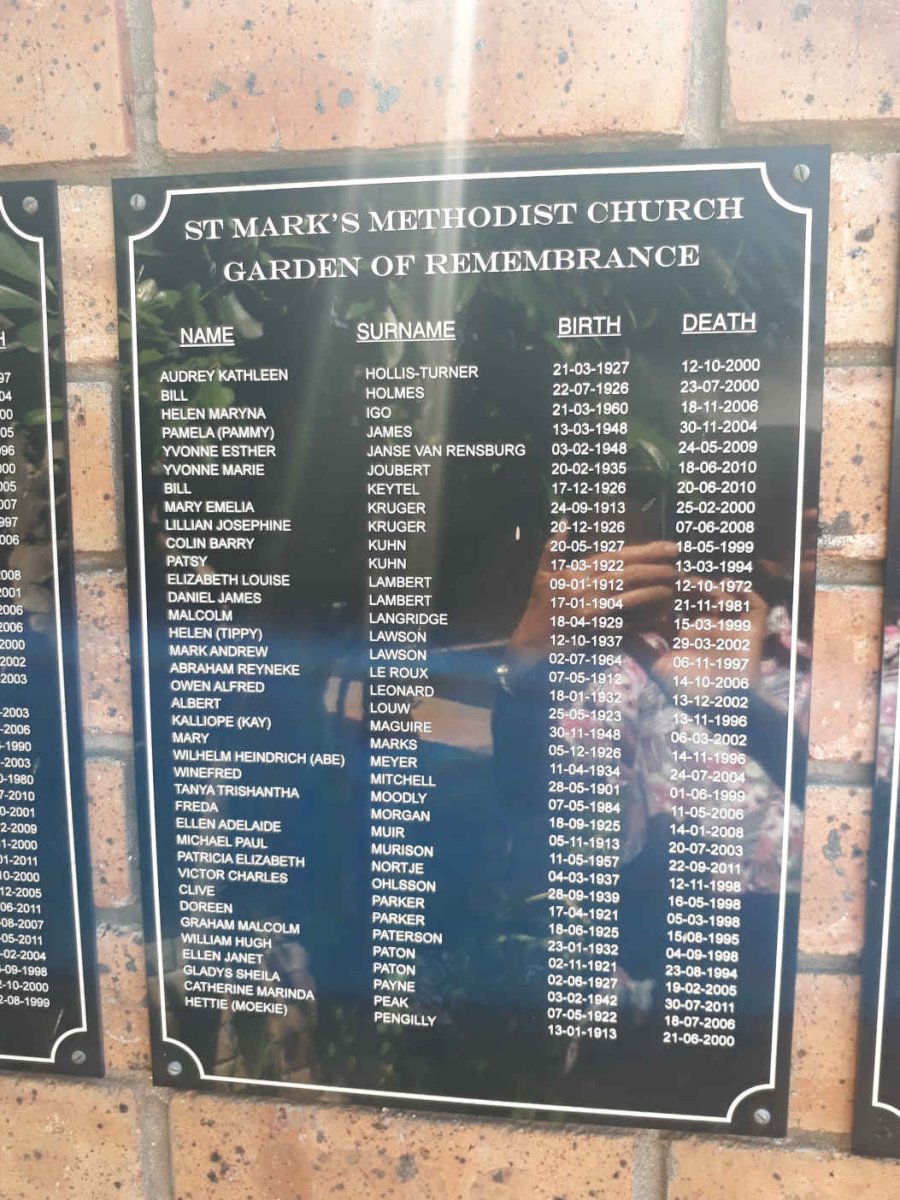 ST MARK'S METHODIST CHURCH
GARDEN OF REMEMBRANCE
NAME SURNAME BIRTH DEATH
AUDREY KATHLEEN HOLLIS-TURNER 21-03-1927 12-10-2000
BILL HOLMES 22-07-1926 23-07-2000
HELEN MARYNA IGO 21-03-1960 18-11-2006
PAMELA (PAMMY) JAMES 13-03-1948 30-11-2004
YVONNE ESTHER JANSE VAN RENSBURG 03-02-1948 24-05-2009
YVONNE MARIE JOUBERT 20-02-1935 18-06-2010
BILL KEYTEL 17-12-1926 20-06-2010
MARY EMELIA KRUGER 24-09-1913 25-02-2000
LILLIAN JOSEPHINE KRUGER 20-12-1926 07-06-2008
COLIN BARRY KUHN 20-05-1927 18-05-1999
PATSY KUHN 17-03-1922 13-03-1994
ELIZABETH LOUISE LAMBERT 09-01-1912 12-10-1972
DANIEL JAMES LAMBERT 17-01-1904 21-11-1981
MALCOLM LANGRIDGE 18-04-1929 15-03-1999
HELEN (TIPPY) LAWSON 12-10-1937 29-03-2002
MARK ANDREW LAWSON 02-07-1964 06-11-1997
ABRAHAM REYNEKE LE ROUX 07-05-1912 14-10-2006
OWEN ALFRED LEONARD 18-01-1932 13-12-2002
ALBERT LOUW 25-05-1923 13-11-1996
KALLIOPE (KAY) MAGUIRE 30-11-1948 06-03-2002
MARY MARKS 05-12-1926 14-11-1996
WILHELM HEINDRICH (ABE) MEYER 11-04-1934 24-07-2004
WINEFRED MITCHELL 28-05-1901 01-06-1999
TANYA TRISHANTHA MOODLY 07-05-1984 11-05-2006
FREDA MORGAN 18-09-1925 14-01-2008
ELLEN ADELAIDE MUIR 05-11-1913 20-07-2003
MICHAEL PAUL MURISON 11-05-1957 22-09-2011
PATRICIA ELIZABETH NORTJE 04-03-1937 12-11-1998
VICTOR CHARLES OHLSSON 28-09-1939 16-05-1998
CLIVE PARKER 17-04-1921 05-03-1998
DOREEN PARKER 18-06-1925 15-08-1995
GRAHAM MALCOLM PATERSON 23-01-1932 04-09-1998
WILLIAM HUGH PATON 02-11-1921 23-08-1994
ELLEN JANET PATON 02-06-1927 19-02-2005
GLADYS SHEILA PAYNE 03-02-1942 30-07-2011
CATHERINE MARINDA PEAK 07-05-1922 18-07-2006
HETTIE (MOEKIE) PENGILLY 13-01-1913 21-06-2000